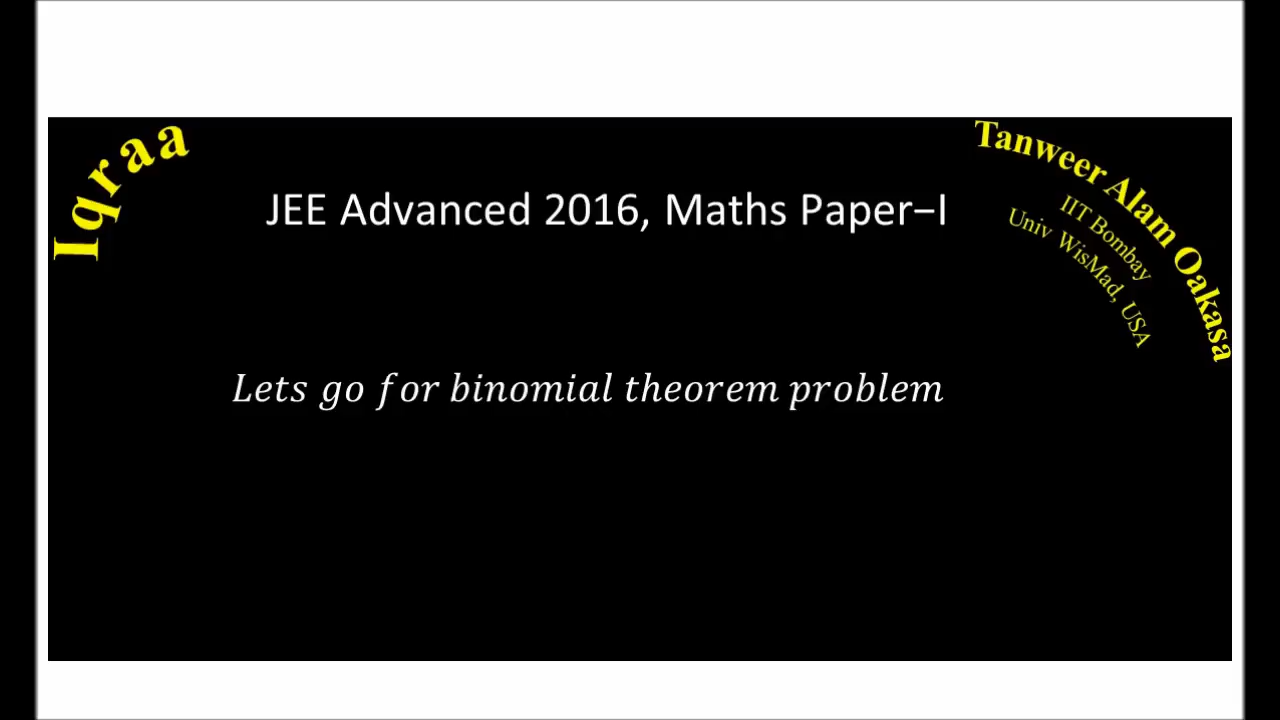 Iqraa
Tanweer Alam Oakasa
IIT Bombay
Univ WisMad, USA
JEE Advanced 2016, Maths Paper–I
Lets go for binomial theorem problem